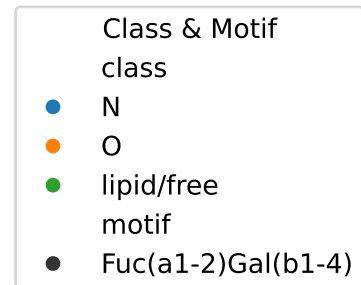 Class & Motif
class
N
O
lipid/free
motif
Fuc(a1-2)Gal(b1-4)